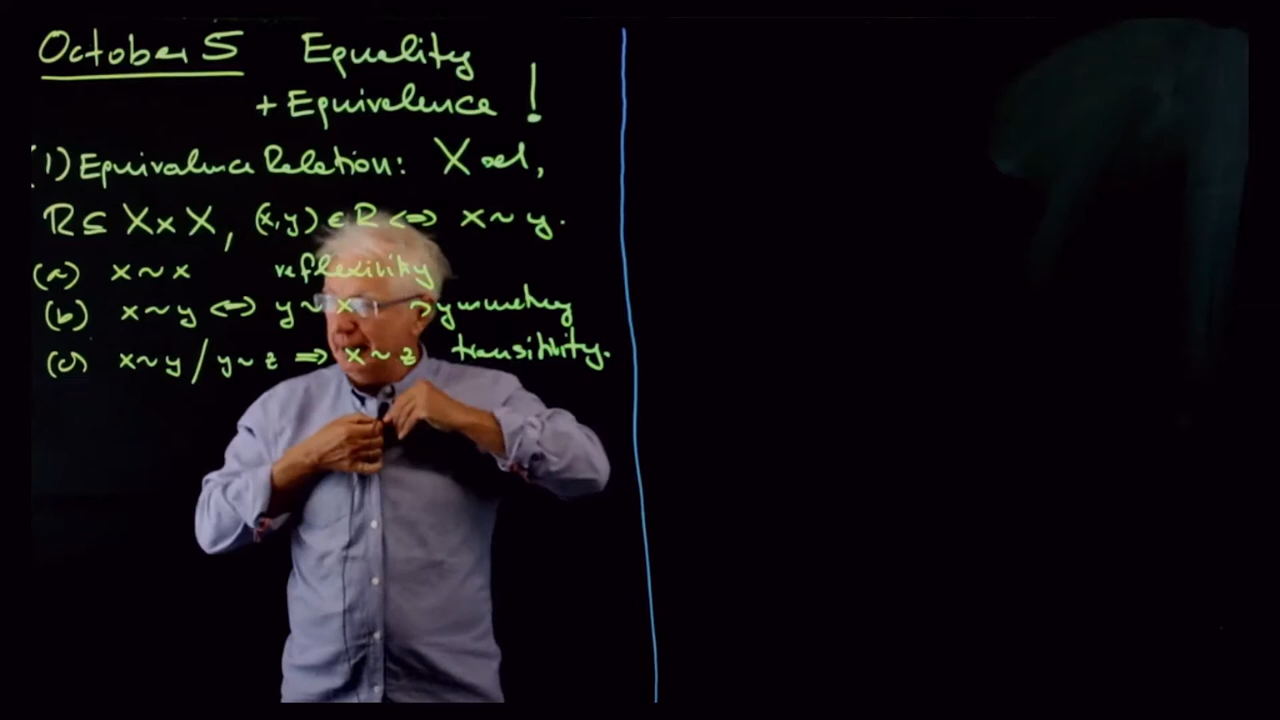 October 5 Equality
+ Equivalence !
(1) Equivalence Relation: X set,
R ⊆ X x X, (x,y) ∈ R ⇔ x ~ y.
(a) x ~ x reflexivity
(b) x ~ y ⇔ y ~ x symmetry
(c) x ~ y / y ~ z ⇒ x ~ z transitivity.